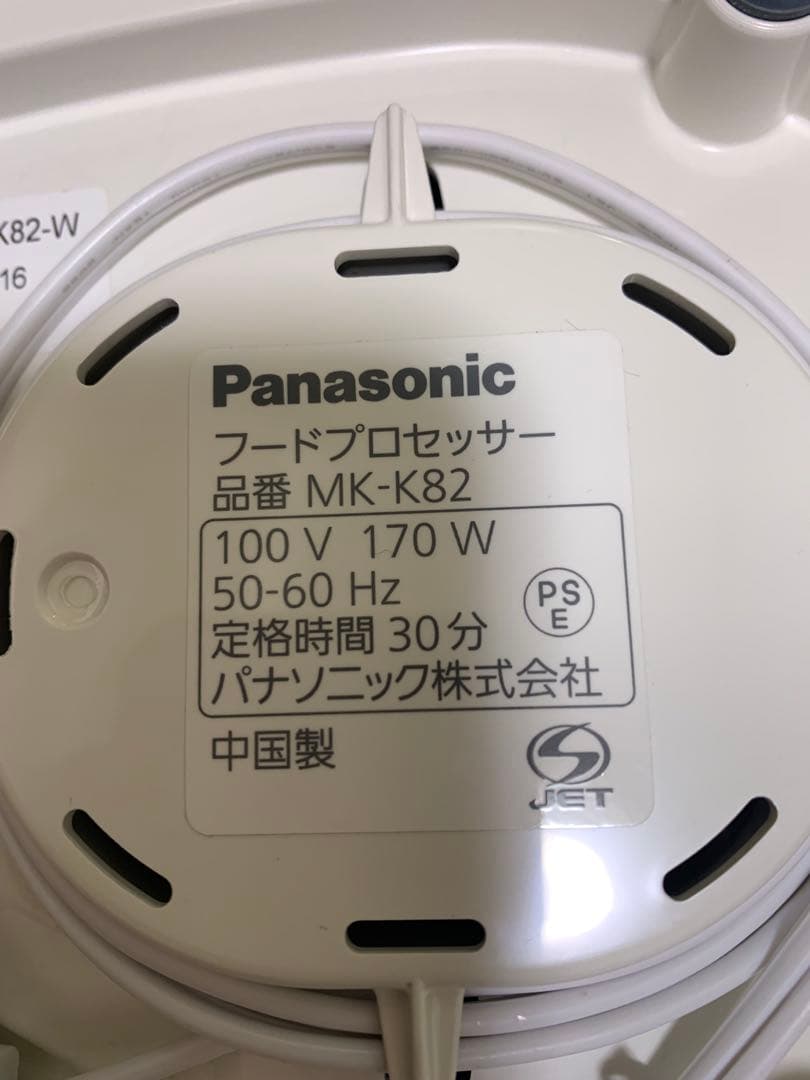 K82-W
16
Panasonic
フードプロセッサー
品番 MK-K82
100 V 170 W
50-60 Hz
PS
E
定格時間 30分
パナソニック株式会社
中国製
JET